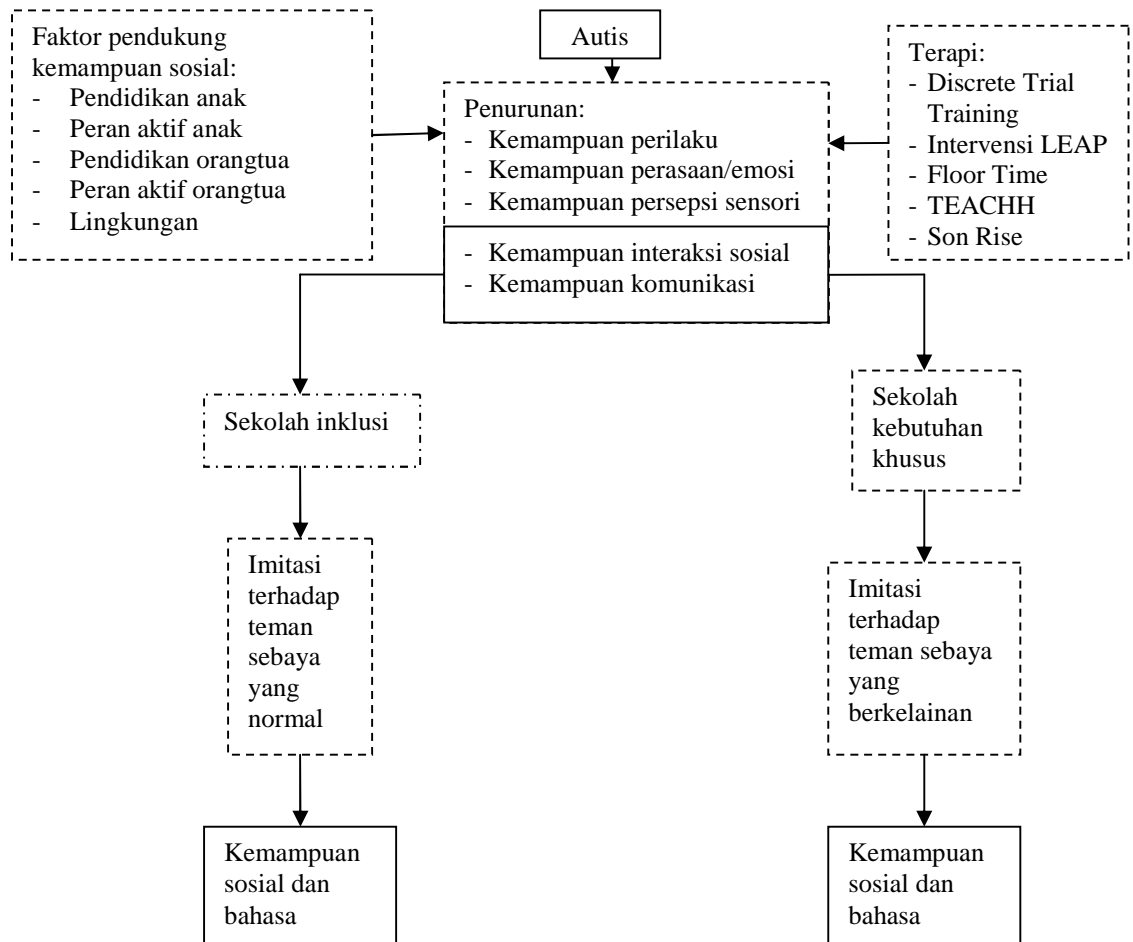 Faktor pendukung
kemampuan sosial:
- Pendidikan anak
- Peran aktif anak
- Pendidikan orangtua
- Peran aktif orangtua
- Lingkungan
Autis
Penurunan:
- Kemampuan perilaku
- Kemampuan perasaan/emosi
- Kemampuan persepsi sensori
- Kemampuan interaksi sosial
- Kemampuan komunikasi
Terapi:
- Discrete Trial
Training
- Intervensi LEAP
- Floor Time
- TEACHH
- Son Rise
Sekolah inklusi
Sekolah
kebutuhan
khusus
Imitasi
terhadap
teman
sebaya
yang
normal
Imitasi
terhadap
teman sebaya
yang
berkelainan
Kemampuan
sosial dan
bahasa
Kemampuan
sosial dan
bahasa